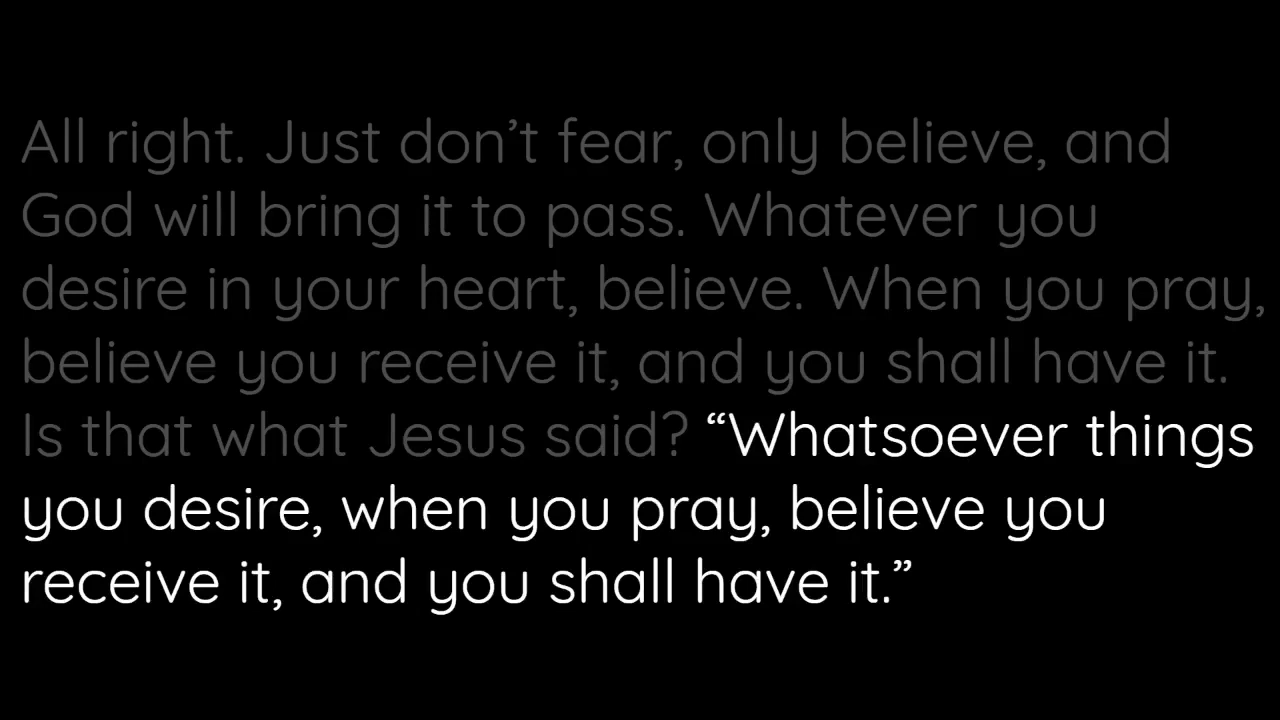 All right. Just don’t fear, only believe, and
God will bring it to pass. Whatever you
desire in your heart, believe. When you pray,
believe you receive it, and you shall have it.
Is that what Jesus said? “Whatsoever things
you desire, when you pray, believe you
receive it, and you shall have it.”